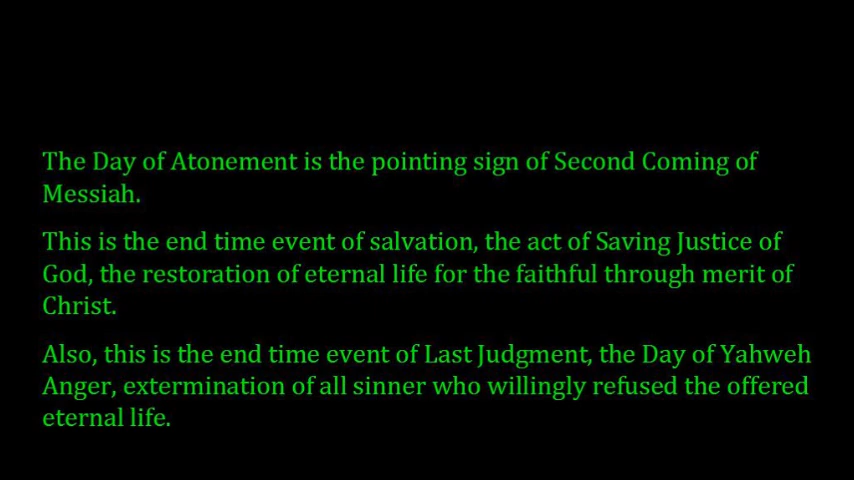 The Day of Atonement is the pointing sign of Second Coming of
Messiah.
This is the end time event of salvation, the act of Saving Justice of
God, the restoration of eternal life for the faithful through merit of
Christ.
Also, this is the end time event of Last Judgment, the Day of Yahweh
Anger, extermination of all sinner who willingly refused the offered
eternal life.